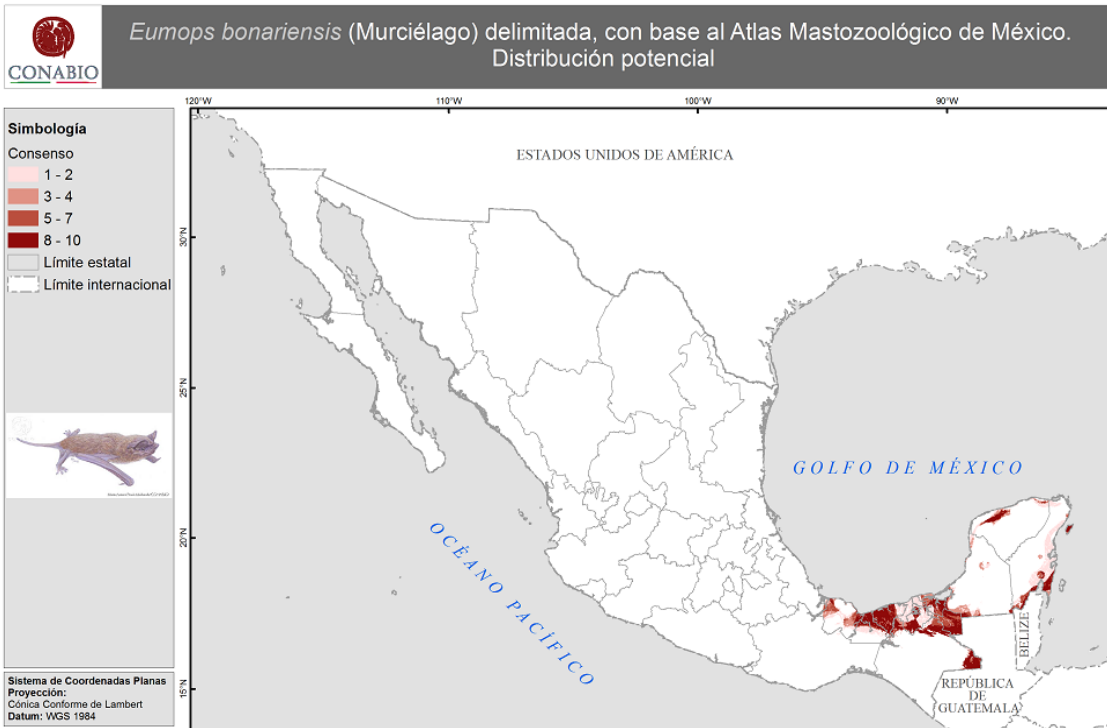 CONABIO
Eumops bonariensis (Murciélago) delimitada, con base al Atlas Mastozoológico de México.
Distribución potencial
Simbología
Consenso
1 - 2
3 - 4
5 - 7
8 - 10
Límite estatal
Límite internacional
Sistema de Coordenadas Planas
Proyección:
Cónica Conforme de Lambert
Datum: WGS 1984
120°W
110°W
100°W
90°W
30°N
25°N
20°N
15°N
ESTADOS UNIDOS DE AMÉRICA
GOLFO DE MÉXICO
OCÉANO PACÍFICO
BELIZE
REPÚBLICA
DE
GUATEMALA